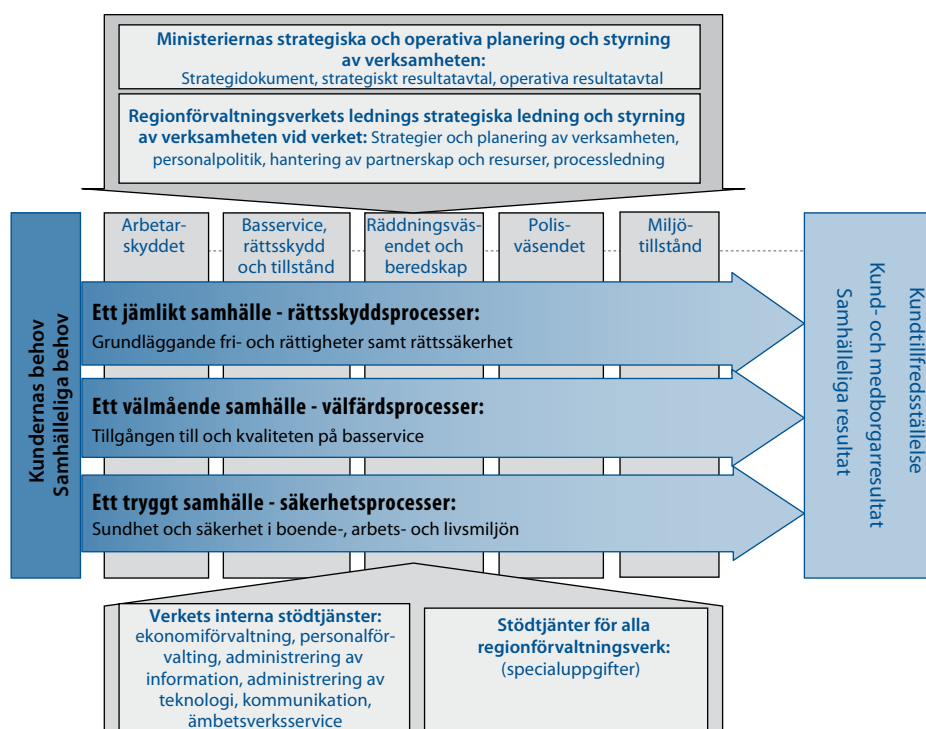 Ministeriernas strategiska och operativa planering och styrning
av verksamheten:
Strategidokument, strategiskt resultatavtal, operativa resultatavtal
Regionförvaltningsverkets lednings strategiska ledning och styrning
av verksamheten vid verket: Strategier och planering av verksamheten,
personalpolitik, hantering av partnerskap och resurser, processledning
Kundernas behov
Samhälleliga behov
Arbetar-
skyddet
Basservice,
rättsskydd
och tillstånd
Räddningsväs-
endet och
beredskap
Polis-
väsendet
Miljö-
tillstånd
Ett jämlikt samhälle - rättsskyddsprocesser:
Grundläggande fri- och rättigheter samt rättssäkerhet
Ett välmående samhälle - välfärdsprocesser:
Tillgången till och kvaliteten på basservice
Ett tryggt samhälle - säkerhetsprocesser:
Sundhet och säkerhet i boende-, arbets- och livsmiljön
Kundtillfredsställelse
Kund- och medborgarresultat
Samhälleliga resultat
Verkets interna stödtjänster:
ekonomiförvaltning, personalför-
valting, administrering av
information, administrering av
teknologi, kommunikation,
ämbetsverksservice
Stödtjänter för alla
regionförvaltningsverk:
(specialuppgifter)